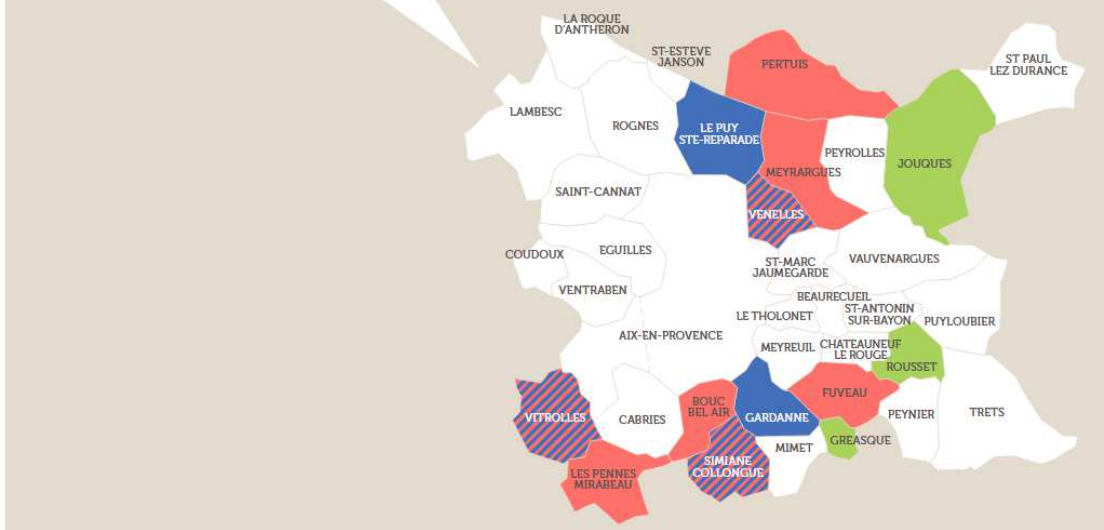 LA ROQUE
D'ANTHERON
ST-ESTEVE
JANSON
PERTUIS
ST PAUL
LEZ DURANCE
LAMBESC
ROGNES
LE PUY
STE-REPARADE
PEYROLLES
JOUQUES
MEYRARGUES
SAINT-CANNAT
VENELLES
COUDOUX
EGUILLES
ST-MARC
JAUMEGARDE
VAUVENARGUES
VENTRABEN
BEAURECUEIL
LE THOLONET
ST-ANTONIN
SUR-BAYON
PUYLOUBIER
AIX-EN-PROVENCE
MEYREUIL
CHATEAUNEUF
LE ROUGE
ROUSSET
VITROLLES
CABRIES
BOUC
BEL AIR
GARDANNE
FUVEAU
PEYNIER
TRETS
MIMET
GREASQUE
SIMIANE
COLLONGUE
LES PENNES
MIRABEAU